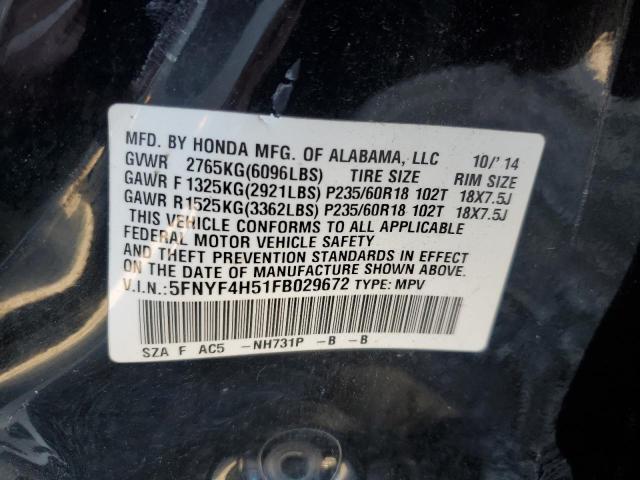 MFD. BY HONDA MFG. OF ALABAMA, LLC 10/'14
GVWR 2765KG(6096LBS) TIRE SIZE RIM SIZE
GAWR F 1325KG(2921LBS) P235/60R18 102T 18X7.5J
GAWR R 1525KG(3362LBS) P235/60R18 102T 18X7.5J
THIS VEHICLE CONFORMS TO ALL APPLICABLE
FEDERAL MOTOR VEHICLE SAFETY
AND THEFT PREVENTION STANDARDS IN EFFECT
ON THE DATE OF MANUFACTURE SHOWN ABOVE.
V.I.N.:5FNYF4H51FB029672 TYPE: MPV
SZA F AC5 -NH731P -B -B